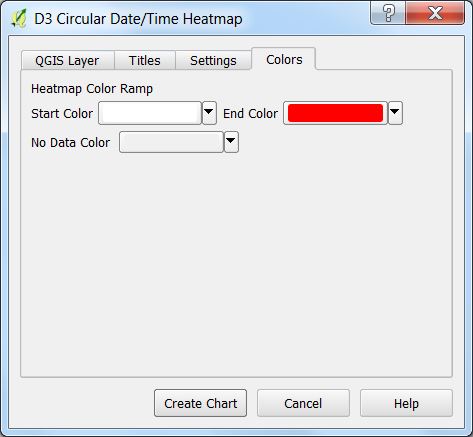 D3 Circular Date/Time Heatmap
?
X
QGIS Layer Titles Settings Colors
Heatmap Color Ramp
Start Color End Color
No Data Color
Create Chart Cancel Help